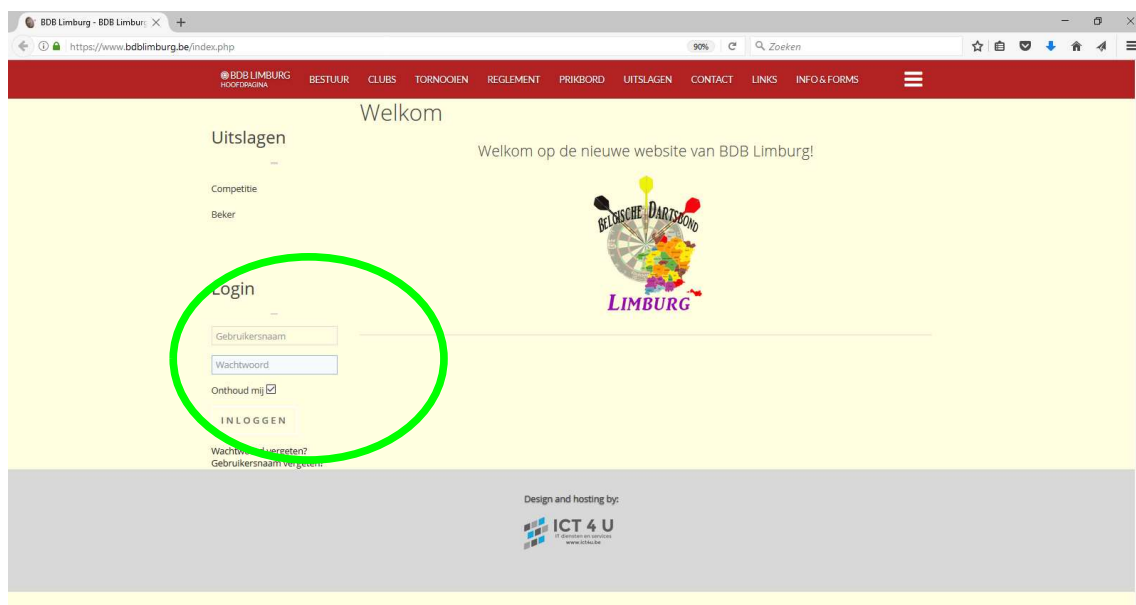 BDB Limburg - BDB Limbur
https://www.bdblimburg.be/index.php
90%
Zoeken
BDB LIMBURG
HOOFDPAGINA
BESTUUR
CLUBS
TORNOOIEN
REGLEMENT
PRIKBORD
UITSLAGEN
CONTACT
LINKS
INFO & FORMS
Welkom
Uitslagen
Welkom op de nieuwe website van BDB Limburg!
Competitie
Beker
BELGISCHE DARTSBOND
LIMBURG
Login
Gebruikersnaam
Wachtwoord
Onthoud mij
INLOGGEN
Wachtwoord vergeten?
Gebruikersnaam vergeten?
Design and hosting by:
ICT 4 U
IT diensten en services
www.ict4u.be